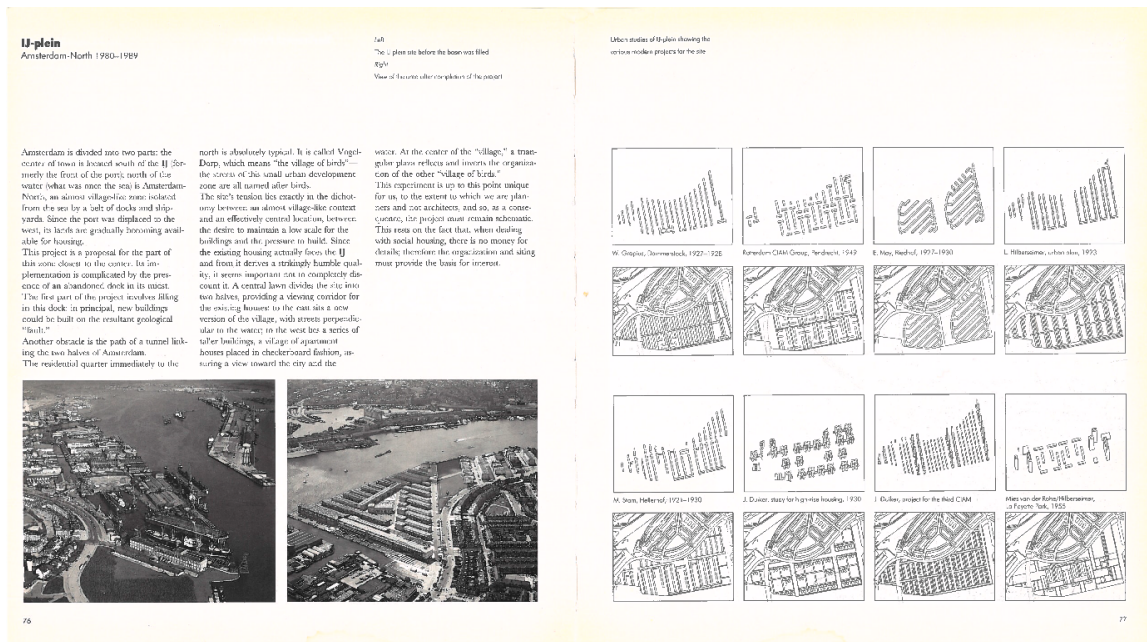 IJ-plein
Amsterdam-North 1980–1989
Left
The IJ-plein site before the basin was filled
Right
View of the area after completion of the project
Amsterdam is divided into two parts: the
center of town is located south of the IJ (for-
merly the front of the port); north of the
water (what was once the sea) is Amsterdam-
North, an almost village-like zone isolated
from the sea by a belt of docks and ship-
yards. Since the port was displaced to the
west, its lands are gradually becoming avail-
able for housing.
This project is a proposal for the part of
this zone closest to the center. Its im-
plementation is complicated by the pres-
ence of an abandoned dock in its midst.
The first part of the project involves filling
in this dock: in principal, new buildings
could be built on the resultant geological
"fault."
Another obstacle is the path of a tunnel link-
ing the two halves of Amsterdam.
The residential quarter immediately to the
north is absolutely typical. It is called Vogel-
Dorp, which means "the village of birds"—
the streets of this small urban development
zone are all named after birds.
The site's tension lies exactly in the dichot-
omy between an almost village-like context
and an effectively central location, between
the desire to maintain a low scale for the
buildings and the pressure to build. Since
the existing housing actually faces the IJ
and from it derives a strikingly humble qual-
ity, it seems important not to completely dis-
count it. A central lawn divides the site into
two halves, providing a viewing corridor for
the existing houses: to the east sits a new
version of the village, with streets perpendic-
ular to the water; to the west lies a series of
taller buildings, a village of apartment
houses placed in checkerboard fashion, as-
suring a view toward the city and the
water. At the center of the "village," a trian-
gular plaza reflects and inverts the organiza-
tion of the other "village of birds."
This experiment is up to this point unique
for us, to the extent to which we are plan-
ners and not architects, and so, as a conse-
quence, the project must remain schematic.
This rests on the fact that, when dealing
with social housing, there is no money for
details; therefore the organization and siting
must provide the basis for interest.
76
Urban studies of IJ-plein showing the
various modern projects for the site
W. Gropius, Dammerstock, 1927–1928
Rotterdam CIAM Group, Pendrecht, 1949
E. May, Riedhof, 1927–1930
L. Hilberseimer, urban plan, 1923
M. Stam, Hellerhof, 1921–1930
J. Duiker, study for high-rise housing, 1930
J. Duiker, project for the third CIAM
Mies van der Rohe/Hilberseimer,
La Fayette Park, 1955
77